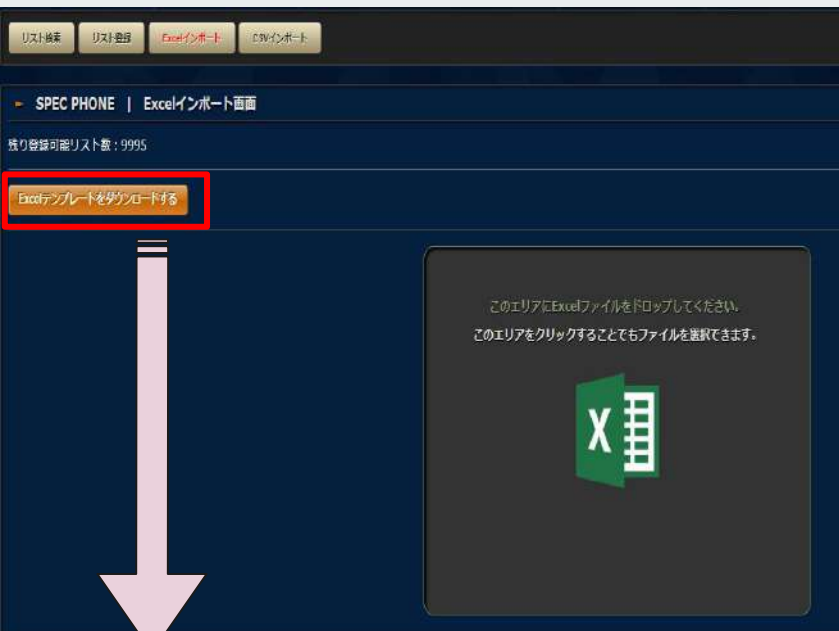 リスト検索 リスト登録 Excelインポート CSVインポート
SPEC PHONE | Excelインポート画面
残り登録可能リスト数 : 9995
Excelテンプレートをダウンロードする
このエリアにExcelファイルをドロップしてください。
このエリアをクリックすることでもファイルを選択できます。
X